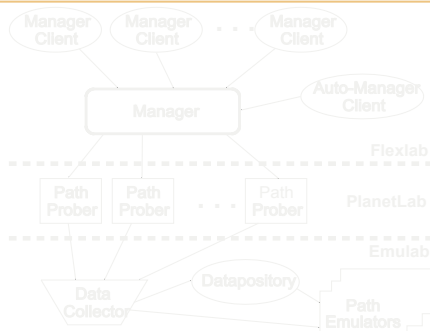 Manager
Client
Manager
Client
Manager
Client
Manager
Auto-Manager
Client
Flexlab
Path
Prober
Path
Prober
Path
Prober
PlanetLab
Emulab
Data
Collector
Datapository
Path
Emulators